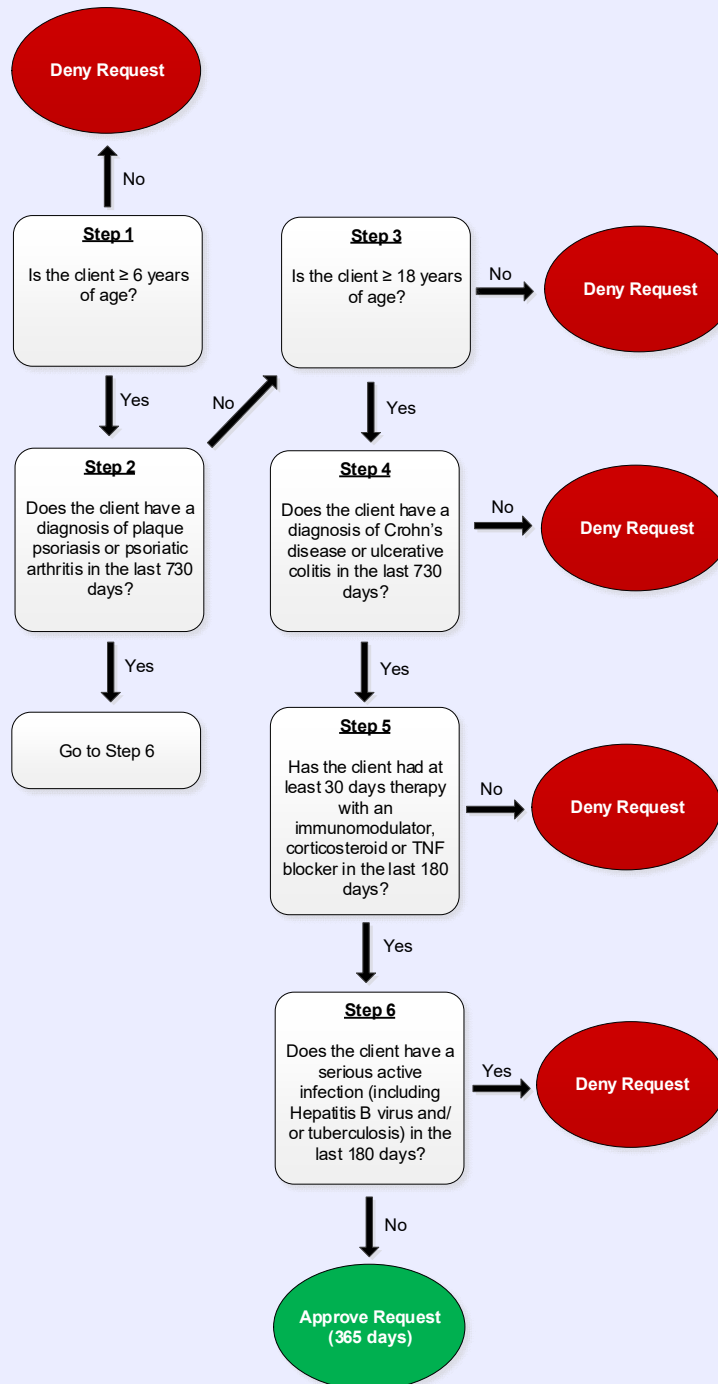 Deny Request
No
Step 1
Is the client ≥ 6 years
of age?
Yes
No
Step 2
Does the client have a
diagnosis of plaque
psoriasis or psoriatic
arthritis in the last 730
days?
Yes
Go to Step 6
Step 3
Is the client ≥ 18 years
of age?
No
Deny Request
Yes
Step 4
Does the client have a
diagnosis of Crohn’s
disease or ulcerative
colitis in the last 730
days?
No
Deny Request
Yes
Step 5
Has the client had at
least 30 days therapy
with an
immunomodulator,
corticosteroid or TNF
blocker in the last 180
days?
No
Deny Request
Yes
Step 6
Does the client have a
serious active
infection (including
Hepatitis B virus and/
or tuberculosis) in the
last 180 days?
Yes
Deny Request
No
Approve Request
(365 days)